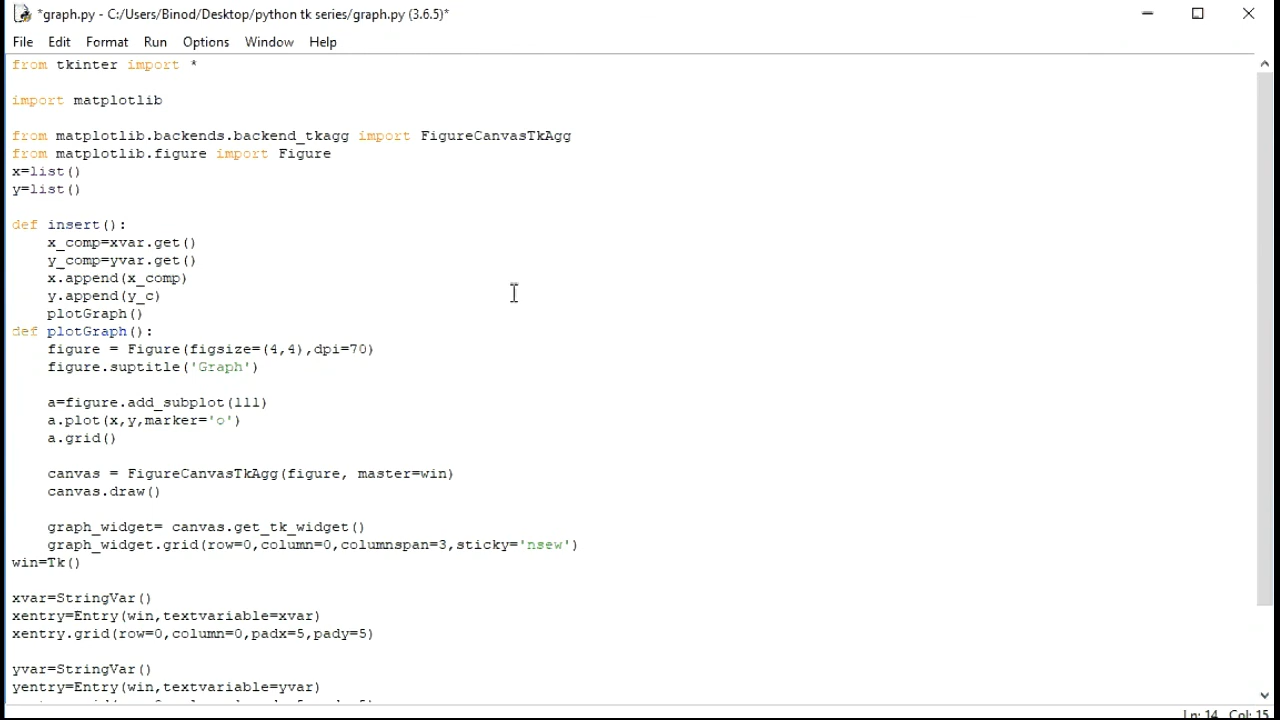 *graph.py - C:/Users/Binod/Desktop/python tk series/graph.py (3.6.5)*
File Edit Format Run Options Window Help
from tkinter import *
import matplotlib
from matplotlib.backends.backend_tkagg import FigureCanvasTkAgg
from matplotlib.figure import Figure
x=list()
y=list()
def insert():
    x_comp=xvar.get()
    y_comp=yvar.get()
    x.append(x_comp)
    y.append(y_c)
    plotGraph()
def plotGraph():
    figure = Figure(figsize=(4,4),dpi=70)
    figure.suptitle('Graph')
    a=figure.add_subplot(111)
    a.plot(x,y,marker='o')
    a.grid()
    canvas = FigureCanvasTkAgg(figure, master=win)
    canvas.draw()
    graph_widget= canvas.get_tk_widget()
    graph_widget.grid(row=0,column=0,columnspan=3,sticky='nsew')
win=Tk()
xvar=StringVar()
xentry=Entry(win,textvariable=xvar)
xentry.grid(row=0,column=0,padx=5,pady=5)
yvar=StringVar()
yentry=Entry(win,textvariable=yvar)
Ln: 14 Col: 15